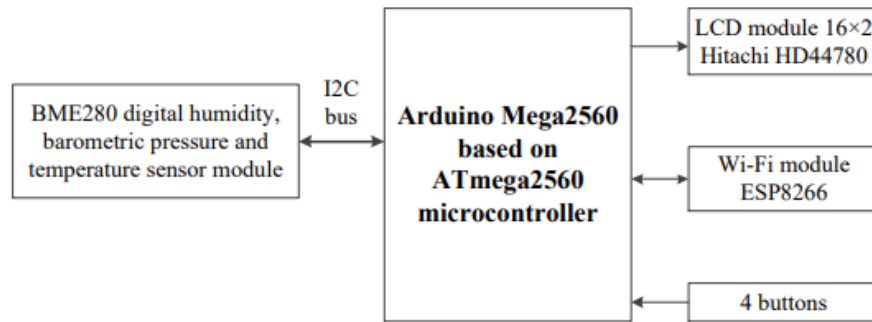 BME280 digital humidity,
barometric pressure and
temperature sensor module
I2C
bus
Arduino Mega2560
based on
ATmega2560
microcontroller
LCD module 16×2
Hitachi HD44780
Wi-Fi module
ESP8266
4 buttons